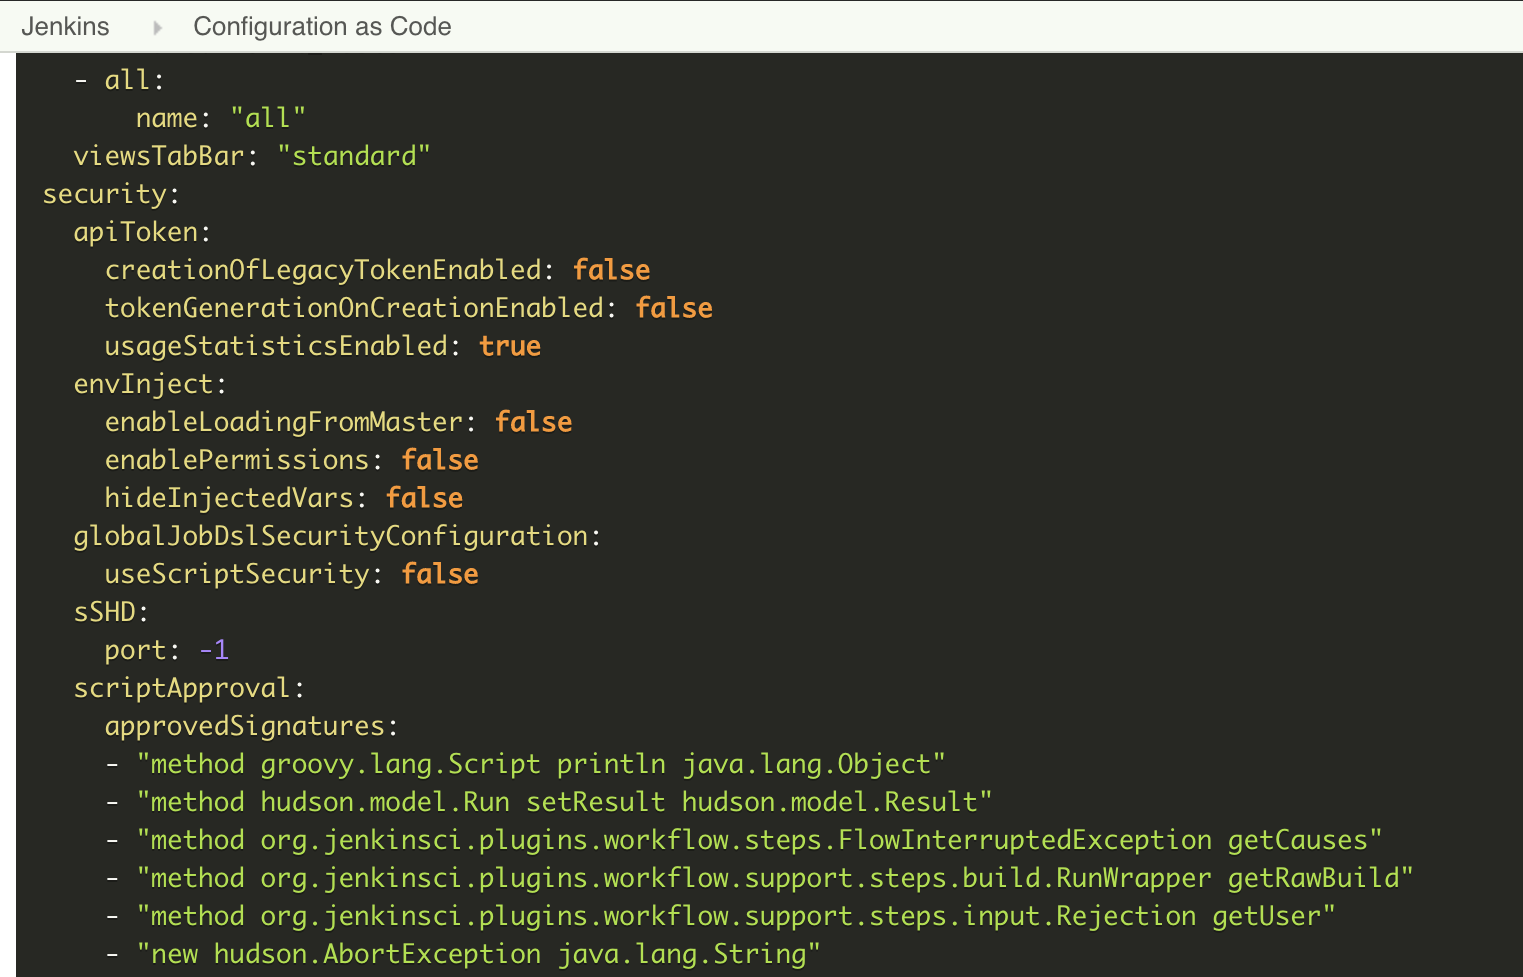 Jenkins Configuration as Code
- all:
name: "all"
viewsTabBar: "standard"
security:
apiToken:
creationOfLegacyTokenEnabled: false
tokenGenerationOnCreationEnabled: false
usageStatisticsEnabled: true
envInject:
enableLoadingFromMaster: false
enablePermissions: false
hideInjectedVars: false
globalJobDslSecurityConfiguration:
useScriptSecurity: false
sSHD:
port: -1
scriptApproval:
approvedSignatures:
- "method groovy.lang.Script println java.lang.Object"
- "method hudson.model.Run setResult hudson.model.Result"
- "method org.jenkinsci.plugins.workflow.steps.FlowInterruptedException getCauses"
- "method org.jenkinsci.plugins.workflow.support.steps.build.RunWrapper getRawBuild"
- "method org.jenkinsci.plugins.workflow.support.steps.input.Rejection getUser"
- "new hudson.AbortException java.lang.String"